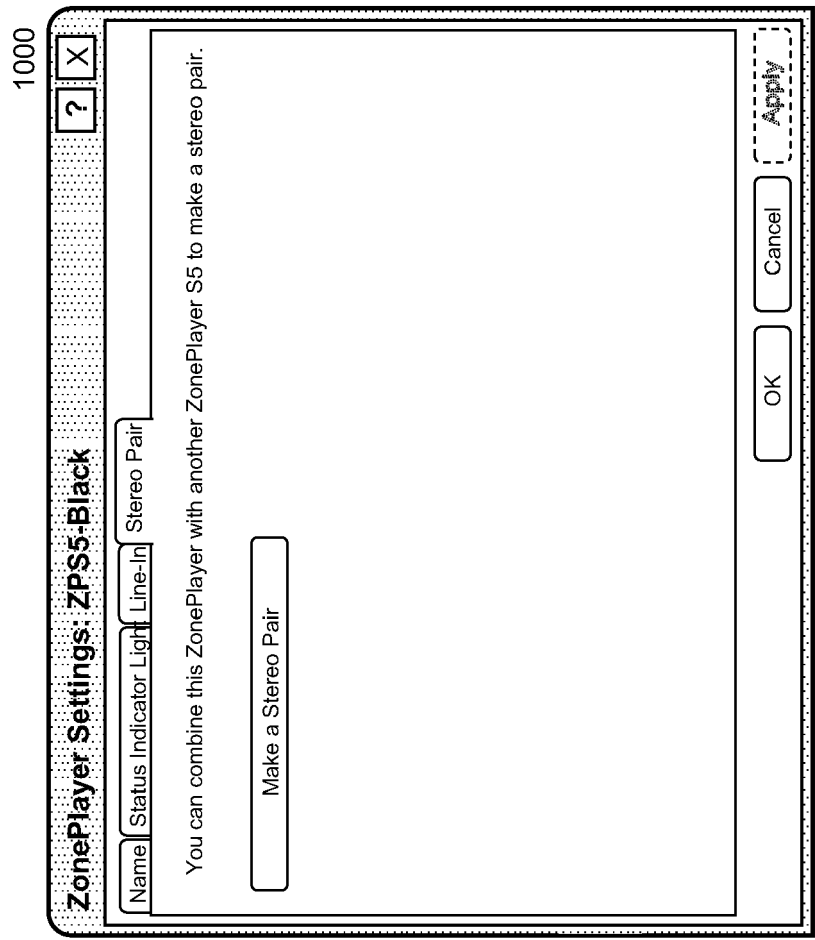 1000
ZonePlayer Settings: ZPS5-Black
? X
Name Status Indicator Light Line-In Stereo Pair
You can combine this ZonePlayer with another ZonePlayer S5 to make a stereo pair.
Make a Stereo Pair
OK Cancel Apply